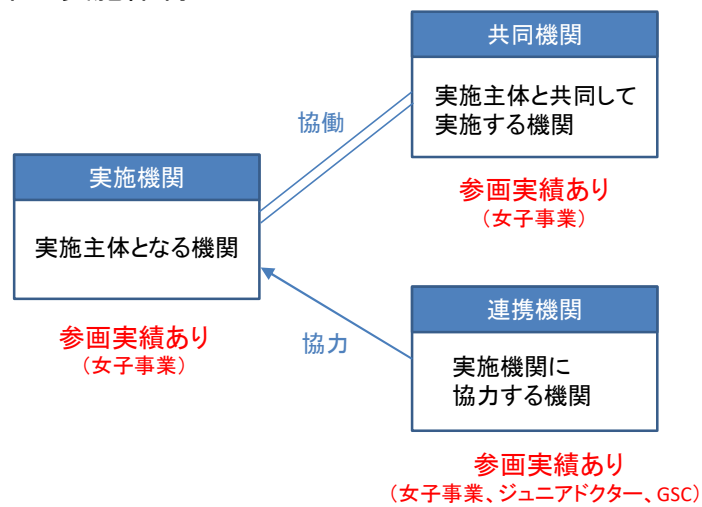 共同機関
実施主体と共同して
実施する機関
協働
参画実績あり
（女子事業）
実施機関
実施主体となる機関
参画実績あり
（女子事業）
協力
連携機関
実施機関に
協力する機関
参画実績あり
（女子事業、ジュニアドクター、GSC）